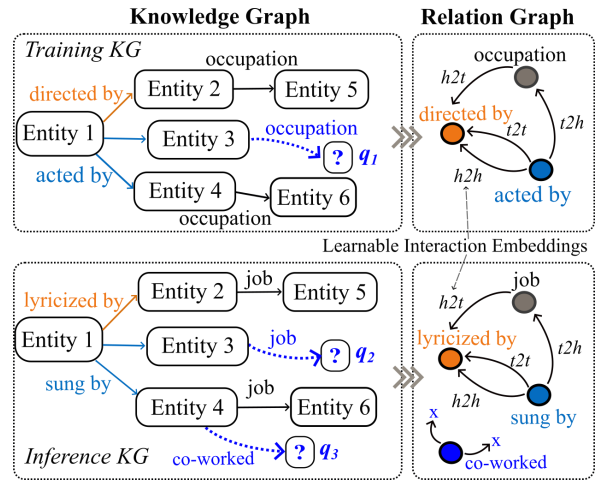 Knowledge Graph
Relation Graph
Training KG
occupation
directed by
Entity 2
Entity 5
Entity 1
Entity 3
occupation
?
q1
acted by
Entity 4
Entity 6
occupation
occupation
h2t
directed by
t2t
t2h
h2h
acted by
Learnable Interaction Embeddings
lyricized by
job
Entity 2
Entity 5
Entity 1
Entity 3
job
?
q2
sung by
job
Entity 4
Entity 6
Inference KG
co-worked
?
q3
job
h2t
lyricized by
t2t
t2h
h2h
sung by
x
x
co-worked